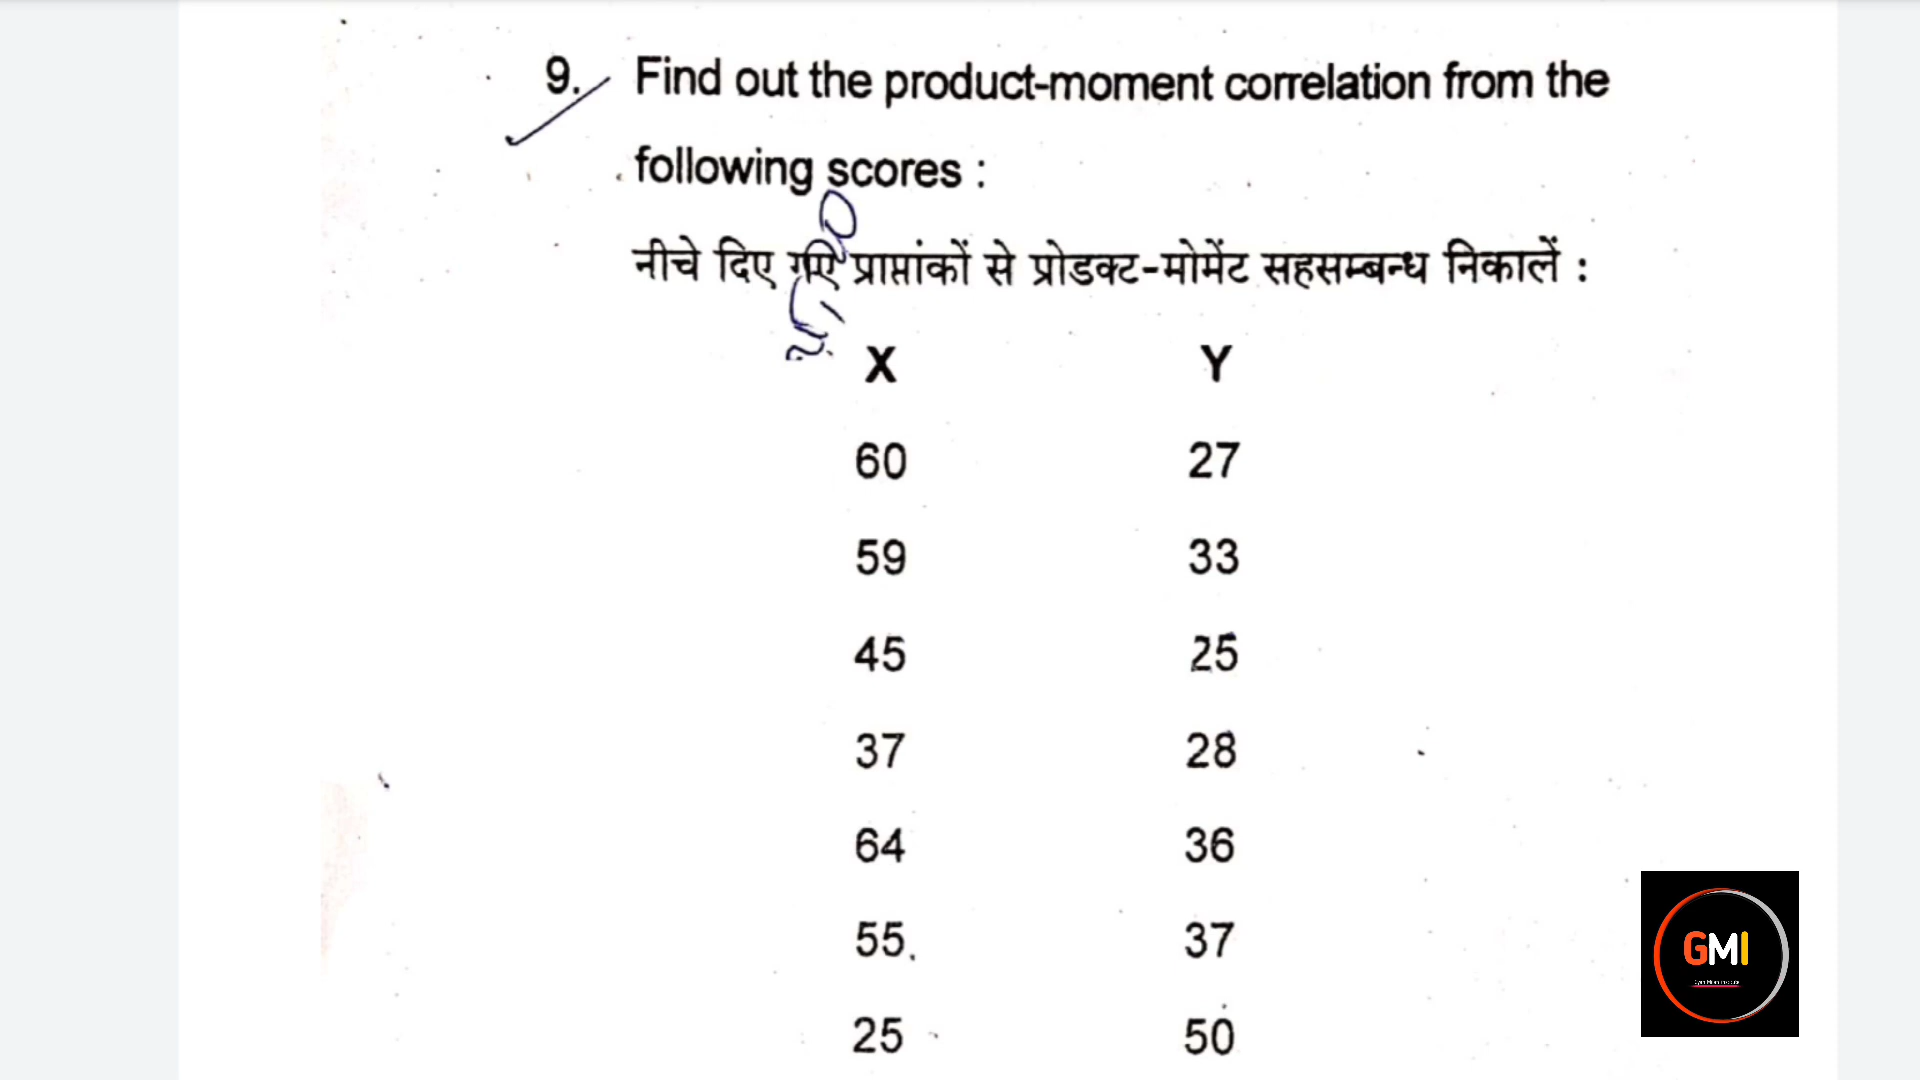 9. Find out the product-moment correlation from the
following scores :
नीचे दिए गए प्राप्तांकों से प्रोडक्ट-मोमेंट सहसम्बन्ध निकालें :
X Y
60 27
59 33
45 25
37 28
64 36
55 37
25 50
GMI